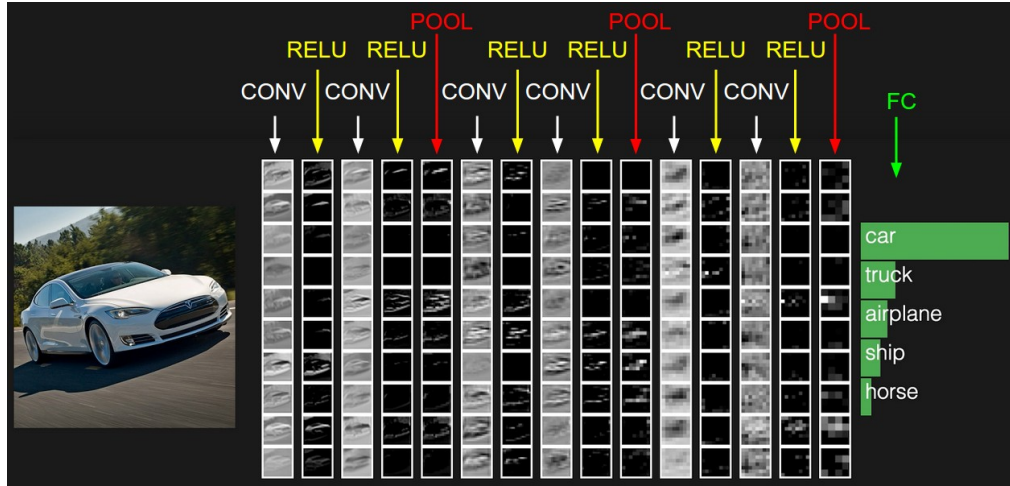 POOL POOL POOL
RELU RELU RELU RELU RELU RELU
CONV CONV CONV CONV CONV CONV
FC
car
truck
airplane
ship
horse